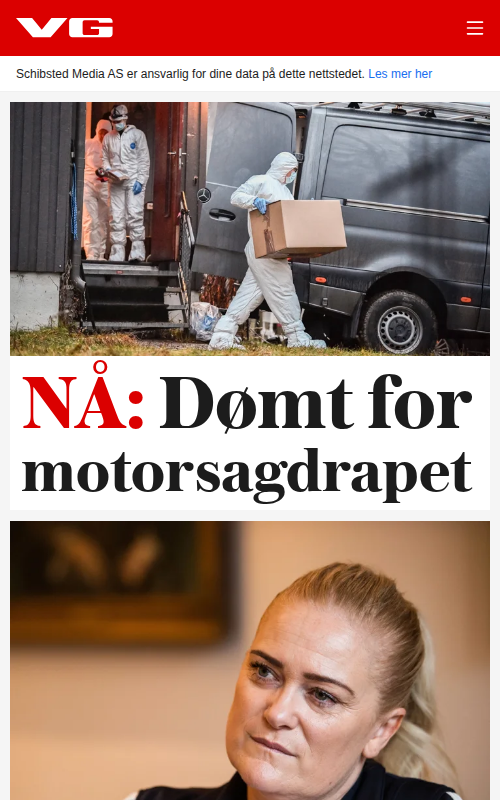 VG
Schibsted Media AS er ansvarlig for dine data på dette nettstedet. Les mer her
NÅ: Dømt for
motorsagdrapet